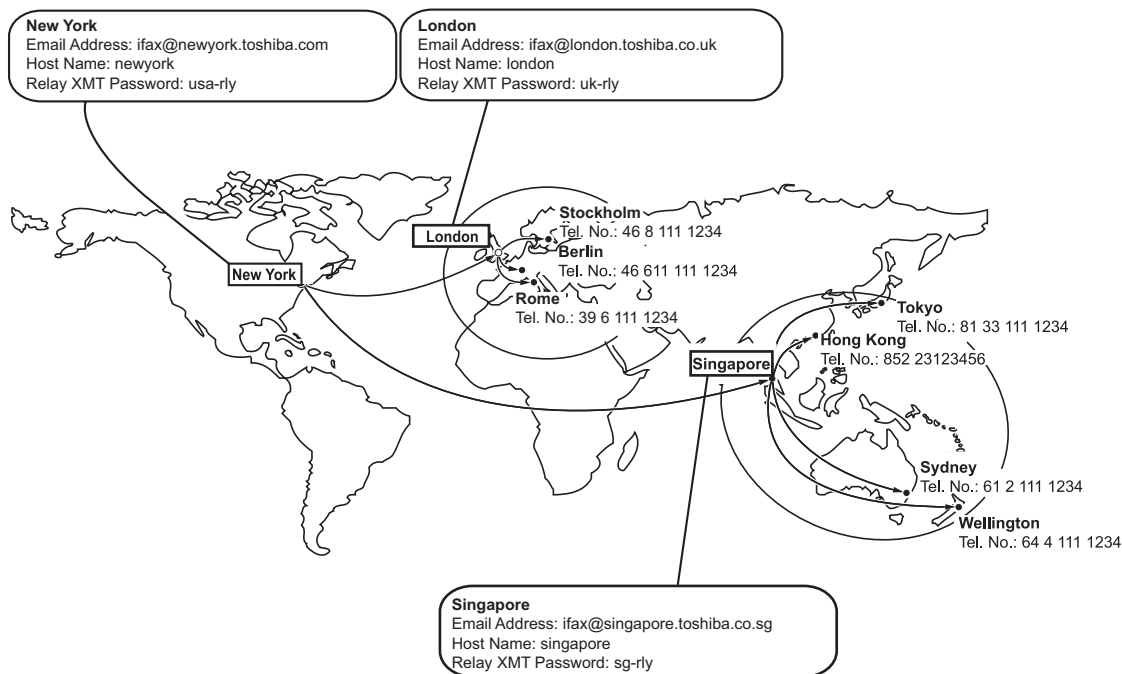 New York
Email Address: ifax@newyork.toshiba.com
Host Name: newyork
Relay XMT Password: usa-rly
London
Email Address: ifax@london.toshiba.co.uk
Host Name: london
Relay XMT Password: uk-rly
Stockholm
Tel. No.: 46 8 111 1234
London
Berlin
Tel. No.: 46 611 111 1234
New York
Rome
Tel. No.: 39 6 111 1234
Tokyo
Tel. No.: 81 33 111 1234
Hong Kong
Tel. No.: 852 23123456
Singapore
Sydney
Tel. No.: 61 2 111 1234
Wellington
Tel. No.: 64 4 111 1234
Singapore
Email Address: ifax@singapore.toshiba.co.sg
Host Name: singapore
Relay XMT Password: sg-rly